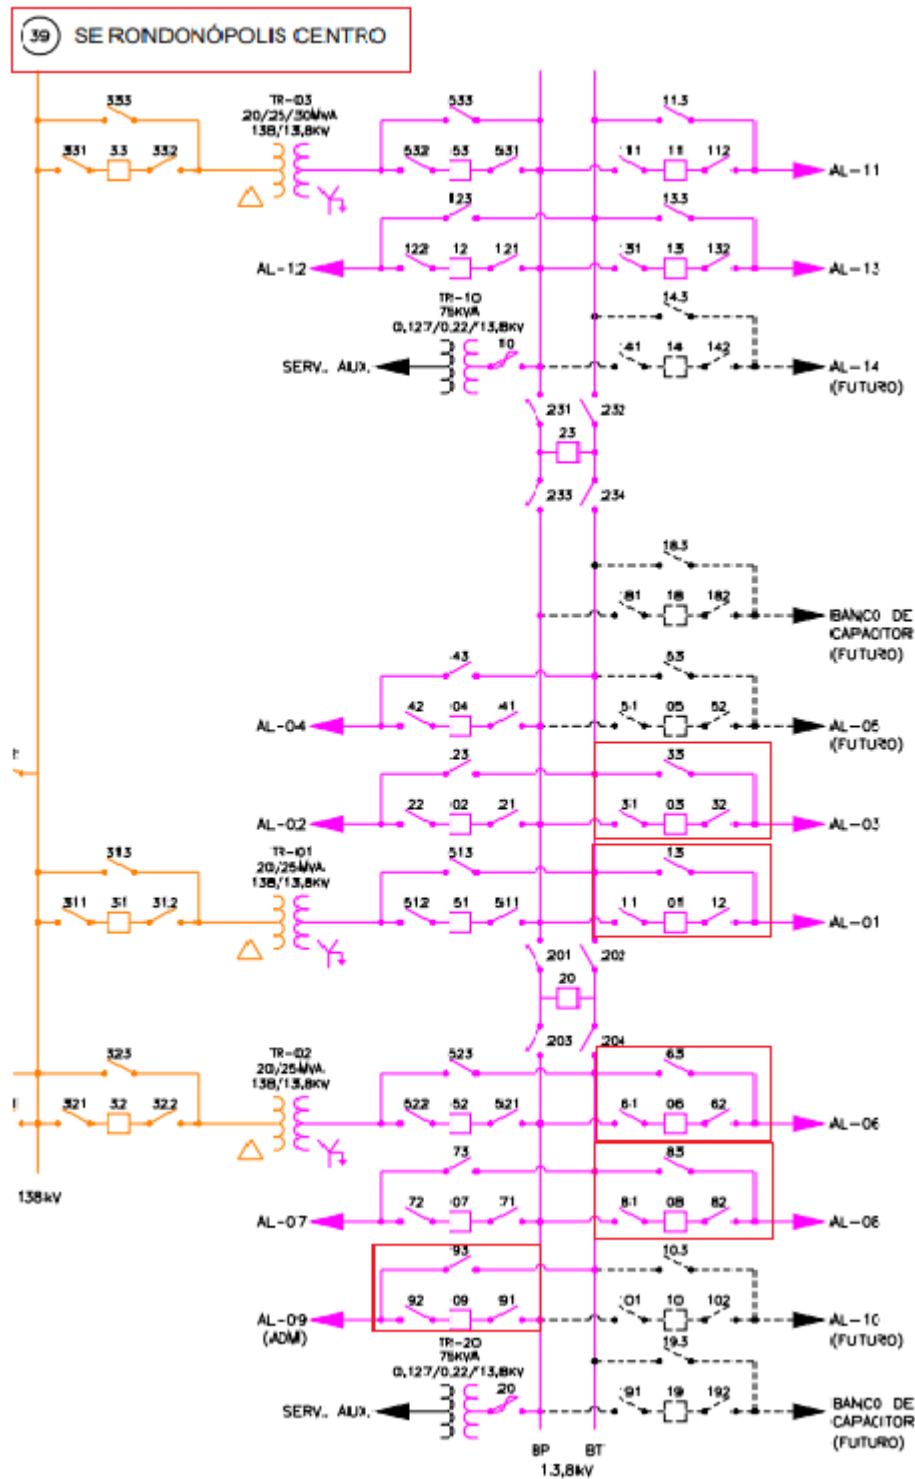 39 SE RONDONÓPOLIS CENTRO
333
TR-03
20/25/30MVA
138/13,8kV
533
113
331 33 332
532 53 531
111 11 112
AL-11
123
133
AL-12
122 12 121
131 13 132
AL-13
TR-10
75KVA
0,127/0,22/13,8kV
143
SERV. AUX.
10
141 14 142
AL-14
(FUTURO)
231 232
23
233 234
183
181 18 182
BANCO DE
CAPACITOR
(FUTURO)
43
53
AL-04
42 04 41
51 05 52
AL-05
(FUTURO)
23
33
AL-02
22 02 21
31 03 32
AL-03
313
TR-01
20/25MVA
138/13,8kV
513
13
311 31 312
512 51 511
11 01 12
AL-01
201 202
20
203 204
323
TR-02
20/25MVA
138/13,8kV
523
63
321 32 322
522 52 521
61 06 62
AL-06
73
83
138kV
AL-07
72 07 71
81 08 82
AL-08
93
103
AL-09
(ADM)
92 09 91
101 10 102
AL-10
(FUTURO)
TR-20
75KVA
0,127/0,22/13,8kV
193
SERV. AUX.
20
191 19 192
BANCO DE
CAPACITOR
(FUTURO)
BP BT
13,8kV